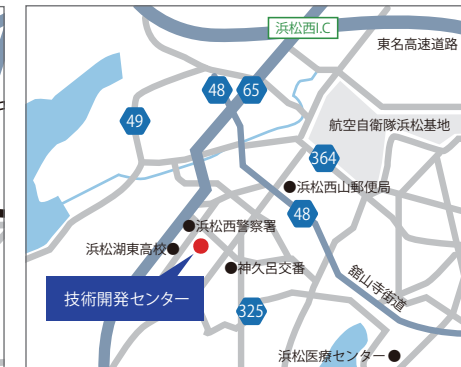 浜松西I.C
東名高速道路
48
65
49
航空自衛隊浜松基地
364
浜松西山郵便局
48
浜松西警察署
浜松湖東高校
神久呂交番
舘山寺街道
技術開発センター
325
浜松医療センター